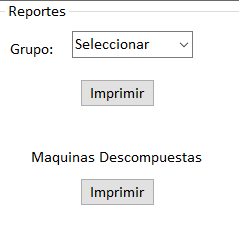 Reportes
Grupo: Seleccionar
Imprimir
Maquinas Descompuestas
Imprimir